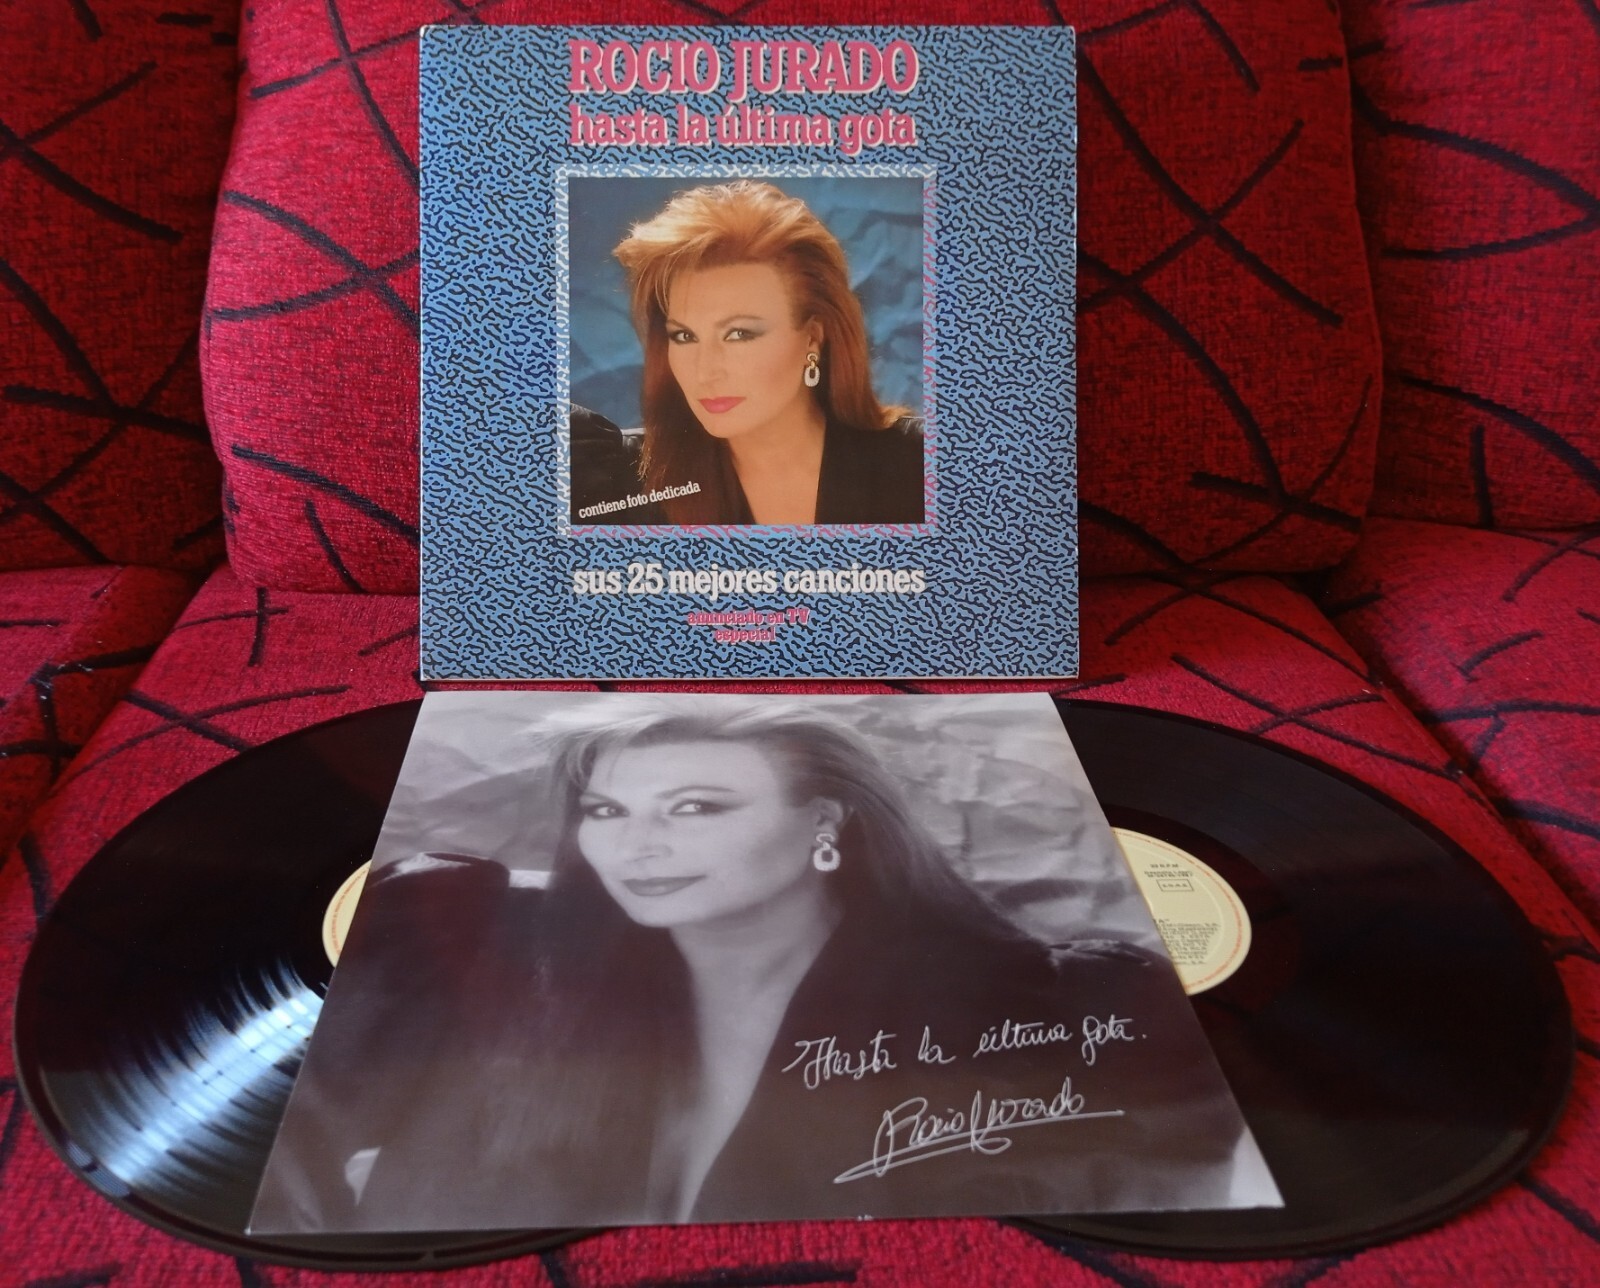 ROCIO JURADO
hasta la última gota
contiene foto dedicada
sus 25 mejores canciones
anunciado en TV
especial
Hasta la última gota.
Rocio Jurado